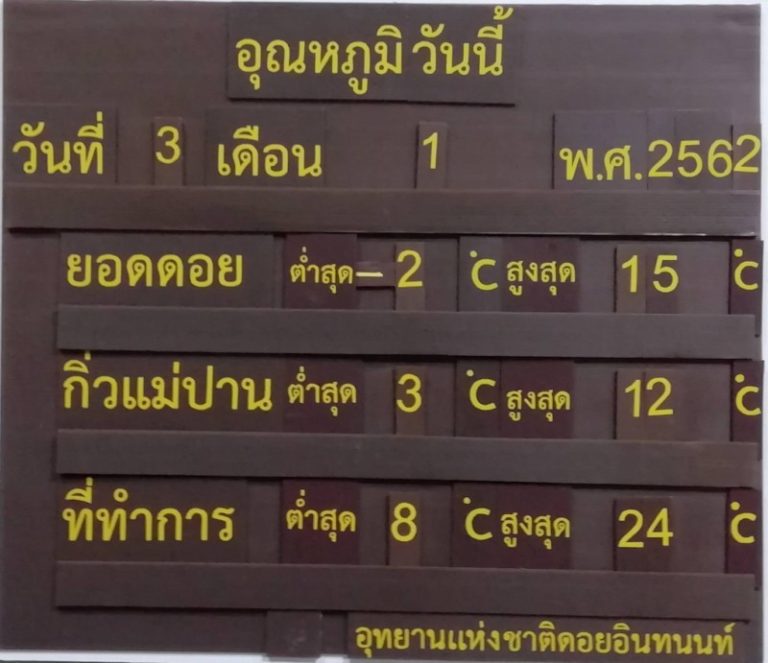 อุณหภูมิ วันนี้
วันที่ 3 เดือน 1 พ.ศ. 2562
ยอดดอย ต่ำสุด -2 °C สูงสุด 15 °C
กิ่วแม่ปาน ต่ำสุด 3 °C สูงสุด 12 °C
ที่ทำการ ต่ำสุด 8 °C สูงสุด 24 °C
อุทยานแห่งชาติดอยอินทนนท์